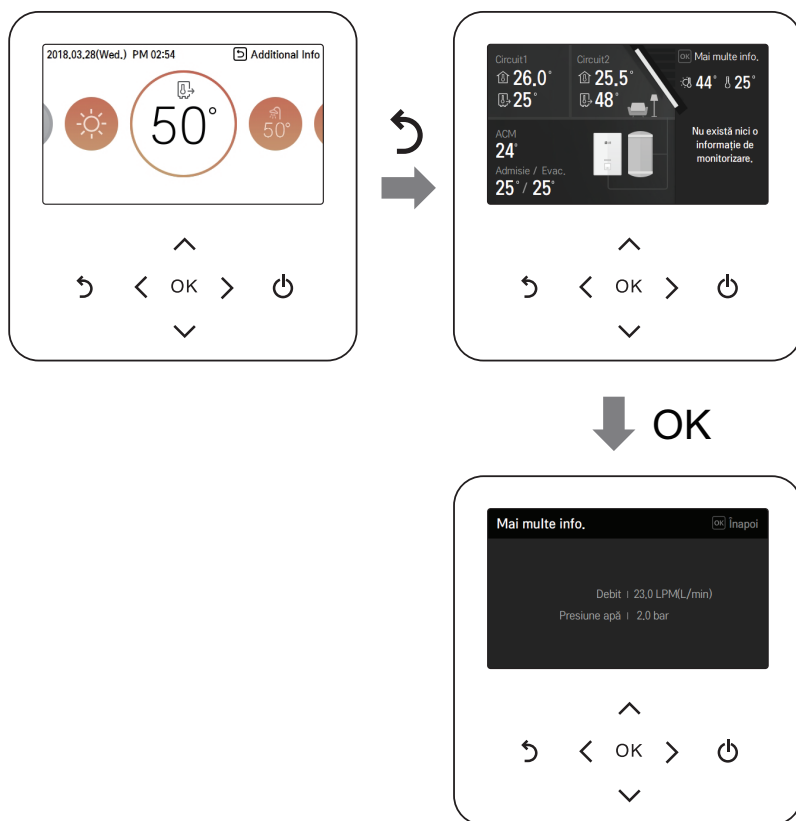 2018.03.28(Wed.) PM 02:54 Additional Info
50°
50°
OK
Circuit1
26.0°
25°
Circuit2
25.5°
48°
OK Mai multe info.
44° 25°
ACM
24°
Admisie / Evac.
25° / 25°
Nu există nici o
informație de
monitorizare.
OK
OK
Mai multe info.
OK Înapoi
Debit 23.0 LPM(L/min)
Presiune apă 2.0 bar
OK